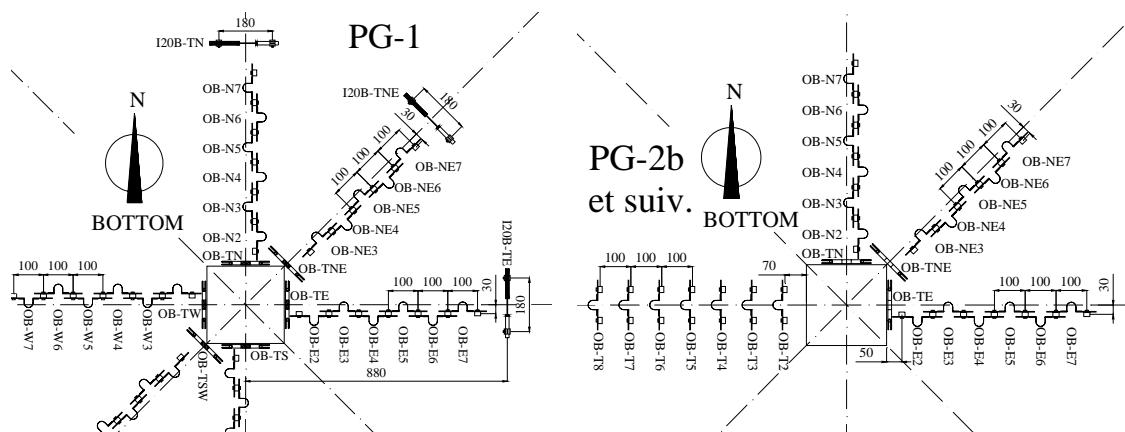 180
I20B-TN
PG-1
OB-N7
OB-N6
OB-N5
OB-N4
OB-N3
OB-N2
OB-TN
N
BOTTOM
I20B-TNE
180
30
100
100
100
OB-NE7
OB-NE6
OB-NE5
OB-NE4
OB-NE3
OB-TNE
I20B-TE
180
30
100
100
100
OB-W7
OB-W6
OB-W5
OB-W4
OB-W3
OB-TW
OB-TE
100
100
100
OB-E2
OB-E3
OB-E4
OB-E5
OB-E6
OB-E7
OB-TS
OB-TSW
880
PG-2b
et suiv.
N
BOTTOM
OB-N7
OB-N6
OB-N5
OB-N4
OB-N3
OB-N2
OB-TN
30
100
100
100
OB-NE7
OB-NE6
OB-NE5
OB-NE4
OB-NE3
OB-TNE
100
100
100
70
OB-T8
OB-T7
OB-T6
OB-T5
OB-T4
OB-T3
OB-T2
OB-TE
50
100
100
100
30
OB-E2
OB-E3
OB-E4
OB-E5
OB-E6
OB-E7